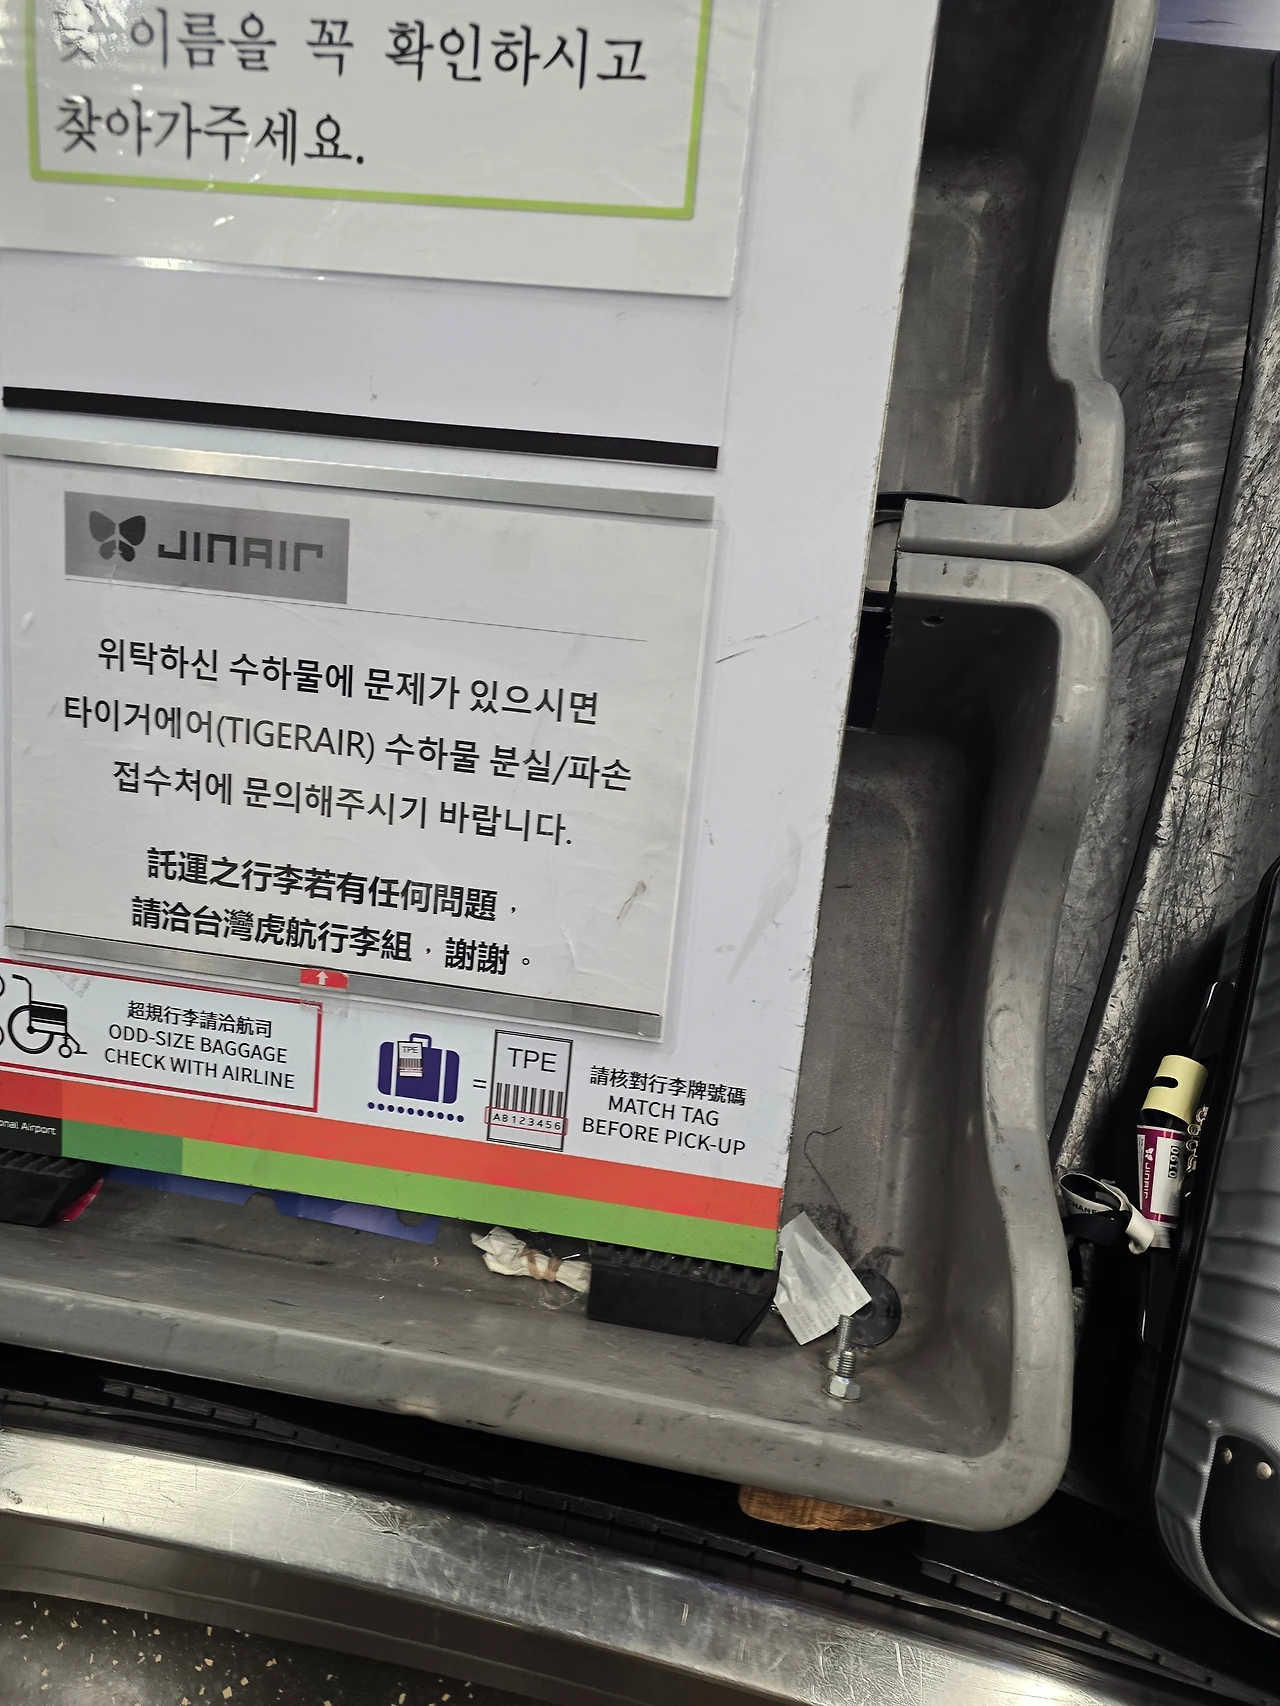 이름을 꼭 확인하시고
찾아가주세요.
JINAIR
위탁하신 수하물에 문제가 있으시면
타이거에어(TIGERAIR) 수하물 분실/파손
접수처에 문의해주시기 바랍니다.
託運之行李若有任何問題，
請洽台灣虎航行李組，謝謝。
超規行李請洽航司
ODD-SIZE BAGGAGE
CHECK WITH AIRLINE
TPE
=
TPE
AB123456
請核對行李牌號碼
MATCH TAG
BEFORE PICK-UP
Airport
JINAIR
0190